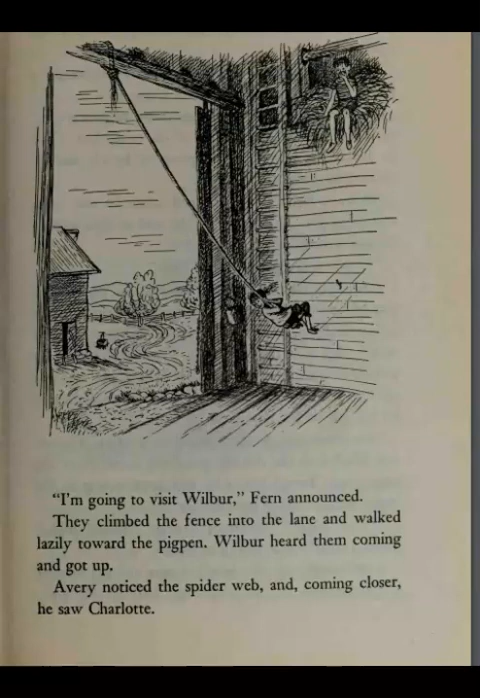 “I’m going to visit Wilbur,” Fern announced.
They climbed the fence into the lane and walked
lazily toward the pigpen. Wilbur heard them coming
and got up.
Avery noticed the spider web, and, coming closer,
he saw Charlotte.